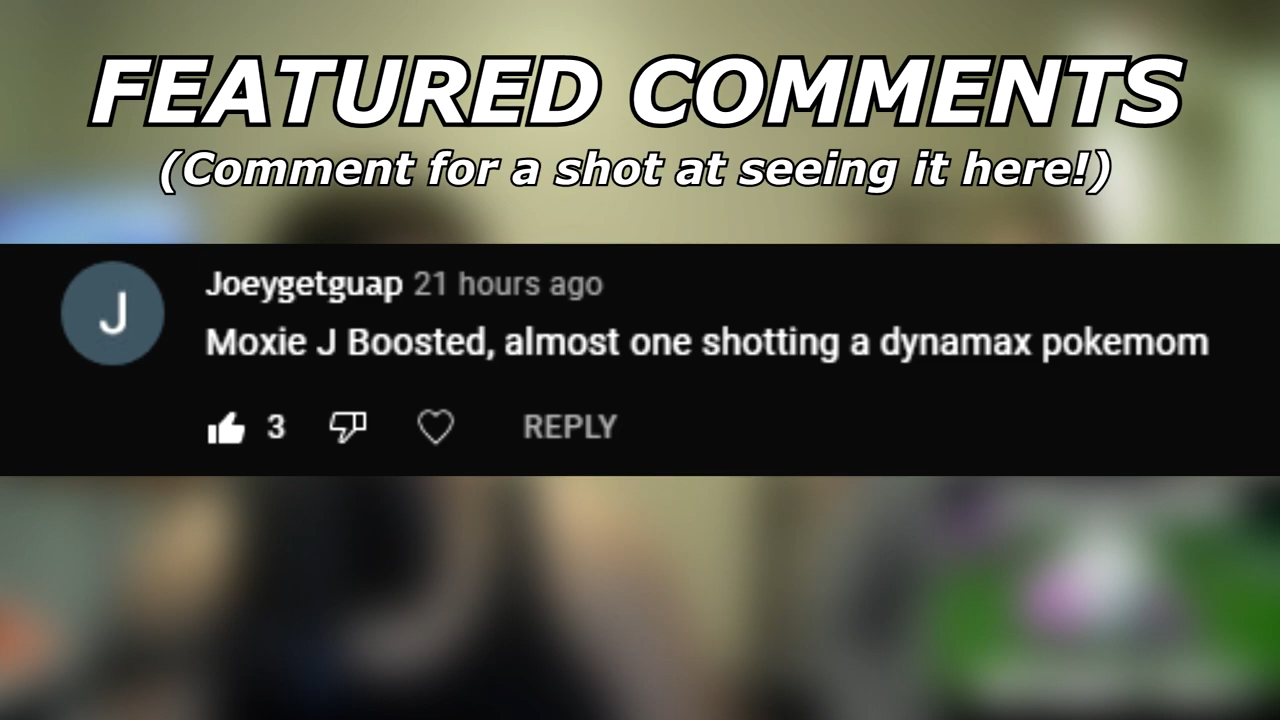 FEATURED COMMENTS
(Comment for a shot at seeing it here!)
J
Joeygetguap 21 hours ago
Moxie J Boosted, almost one shotting a dynamax pokemom
3 REPLY